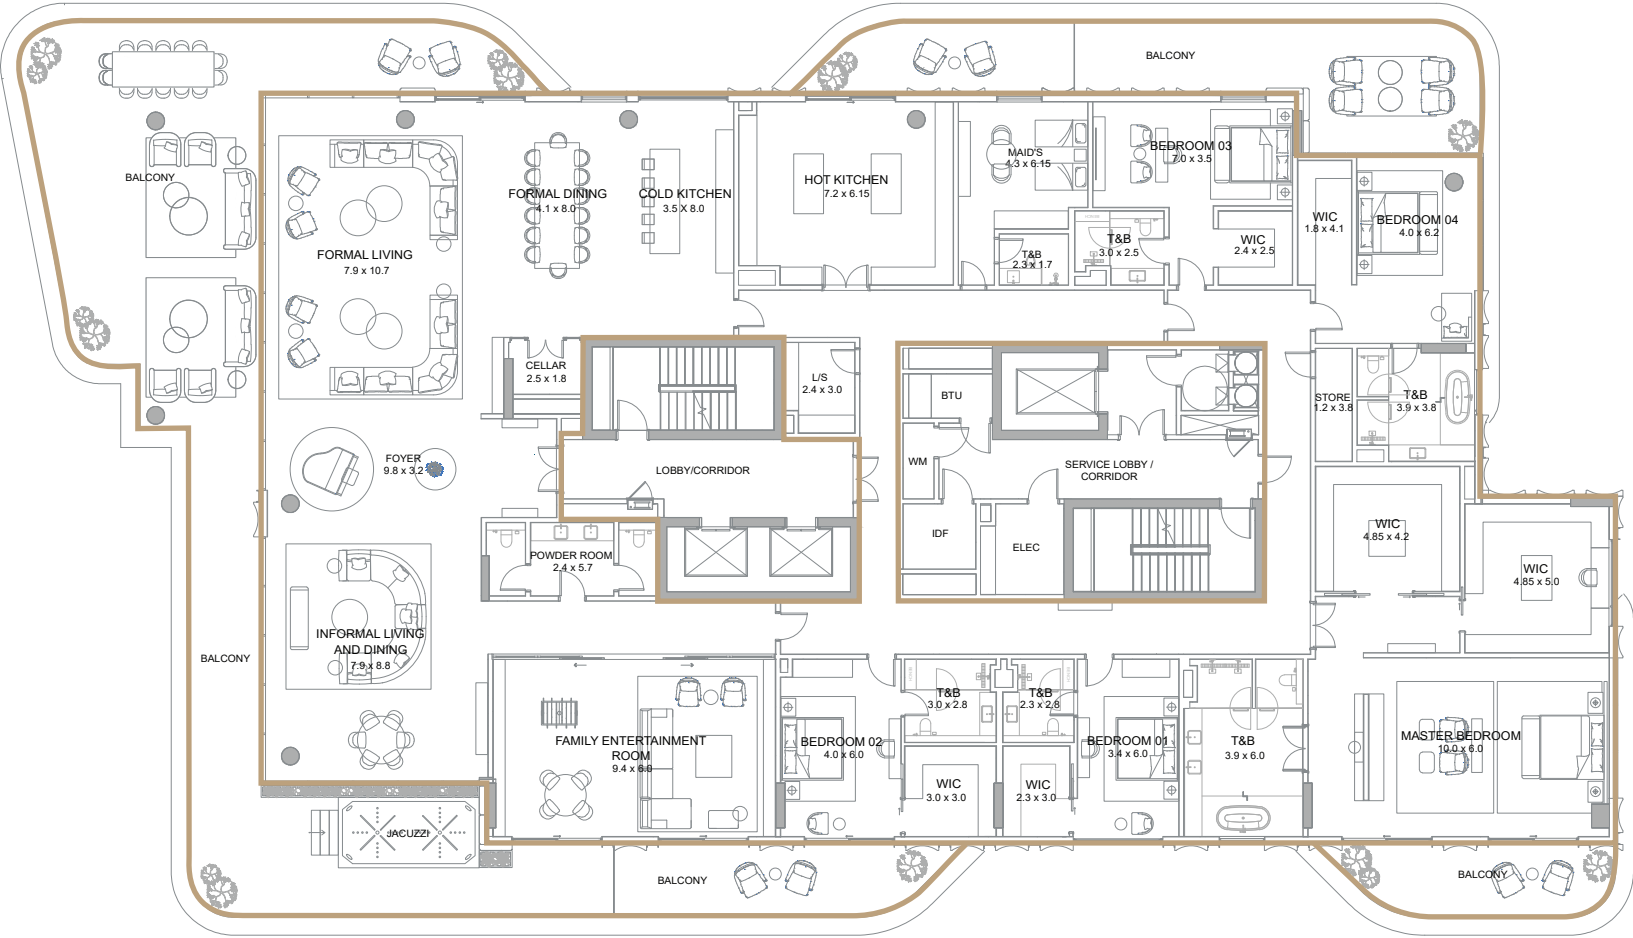 BALCONY
BALCONY
FORMAL LIVING
7.9 x 10.7
FORMAL DINING
4.1 x 8.0
COLD KITCHEN
3.5 X 8.0
HOT KITCHEN
7.2 x 6.15
MAID'S
4.3 x 6.15
BEDROOM 03
7.0 x 3.5
T&B
2.3 x 1.7
T&B
3.0 x 2.5
WIC
2.4 x 2.5
WIC
1.8 x 4.1
BEDROOM 04
4.0 x 6.2
CELLAR
2.5 x 1.8
L/S
2.4 x 3.0
BTU
STORE
1.2 x 3.8
T&B
3.9 x 3.8
FOYER
9.8 x 3.2
LOBBY/CORRIDOR
WM
SERVICE LOBBY /
CORRIDOR
IDF
ELEC
WIC
4.85 x 4.2
WIC
4.85 x 5.0
POWDER ROOM
2.4 x 5.7
INFORMAL LIVING
AND DINING
7.9 x 8.8
BALCONY
FAMILY ENTERTAINMENT
ROOM
9.4 x 6.0
BEDROOM 02
4.0 x 6.0
T&B
3.0 x 2.8
T&B
2.3 x 2.8
BEDROOM 01
3.4 x 6.0
T&B
3.9 x 6.0
MASTER BEDROOM
10.0 x 6.0
WIC
3.0 x 3.0
WIC
2.3 x 3.0
JACUZZI
BALCONY
BALCONY